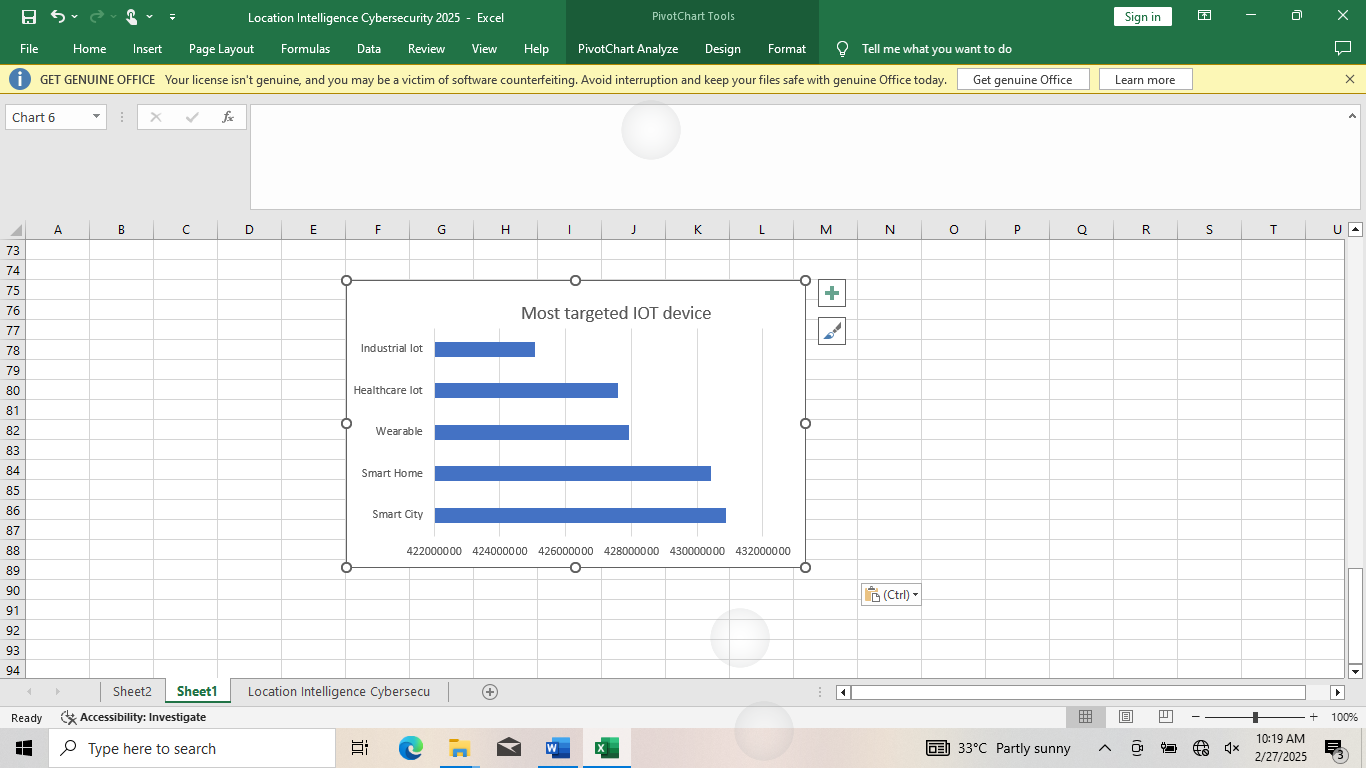 Location Intelligence Cybersecurity 2025 - Excel
PivotChart Tools
Sign in
File Home Insert Page Layout Formulas Data Review View Help PivotChart Analyze Design Format Tell me what you want to do
GET GENUINE OFFICE Your license isn't genuine, and you may be a victim of software counterfeiting. Avoid interruption and keep your files safe with genuine Office today. Get genuine Office Learn more
Chart 6 fx
A B C D E F G H I J K L M N O P Q R S T U
73
74
75
76
77
78
79
80
81
82
83
84
85
86
87
88
89
90
91
92
93
94
Most targeted IOT device
Industrial Iot
Healthcare Iot
Wearable
Smart Home
Smart City
422000000 424000000 426000000 428000000 430000000 432000000
(Ctrl)
Sheet2 Sheet1 Location Intelligence Cybersecu
Ready Accessibility: Investigate 100%
Type here to search
33°C Partly sunny
10:19 AM
2/27/2025
3